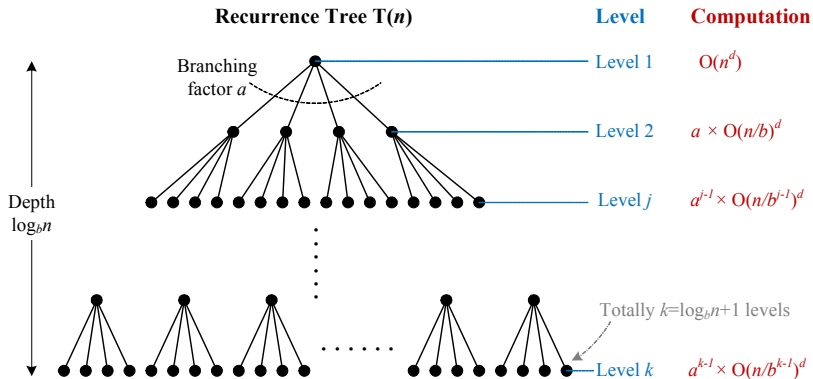 Recurrence Tree T(n) Level Computation
Branching
factor a
Level 1 O(n^d)
Level 2 a × O(n/b)^d
Depth
log_b n
Level j a^{j-1} × O(n/b^{j-1})^d
Totally k=log_b n+1 levels
Level k a^{k-1} × O(n/b^{k-1})^d